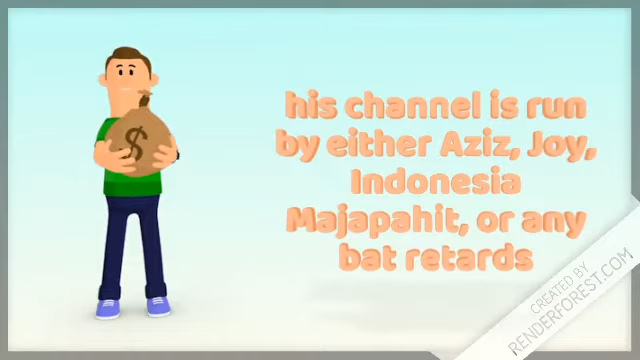 his channel is run
by either Aziz, Joy,
Indonesia
Majapahit, or any
bat retards
CREATED BY
RENDERFOREST.COM
$